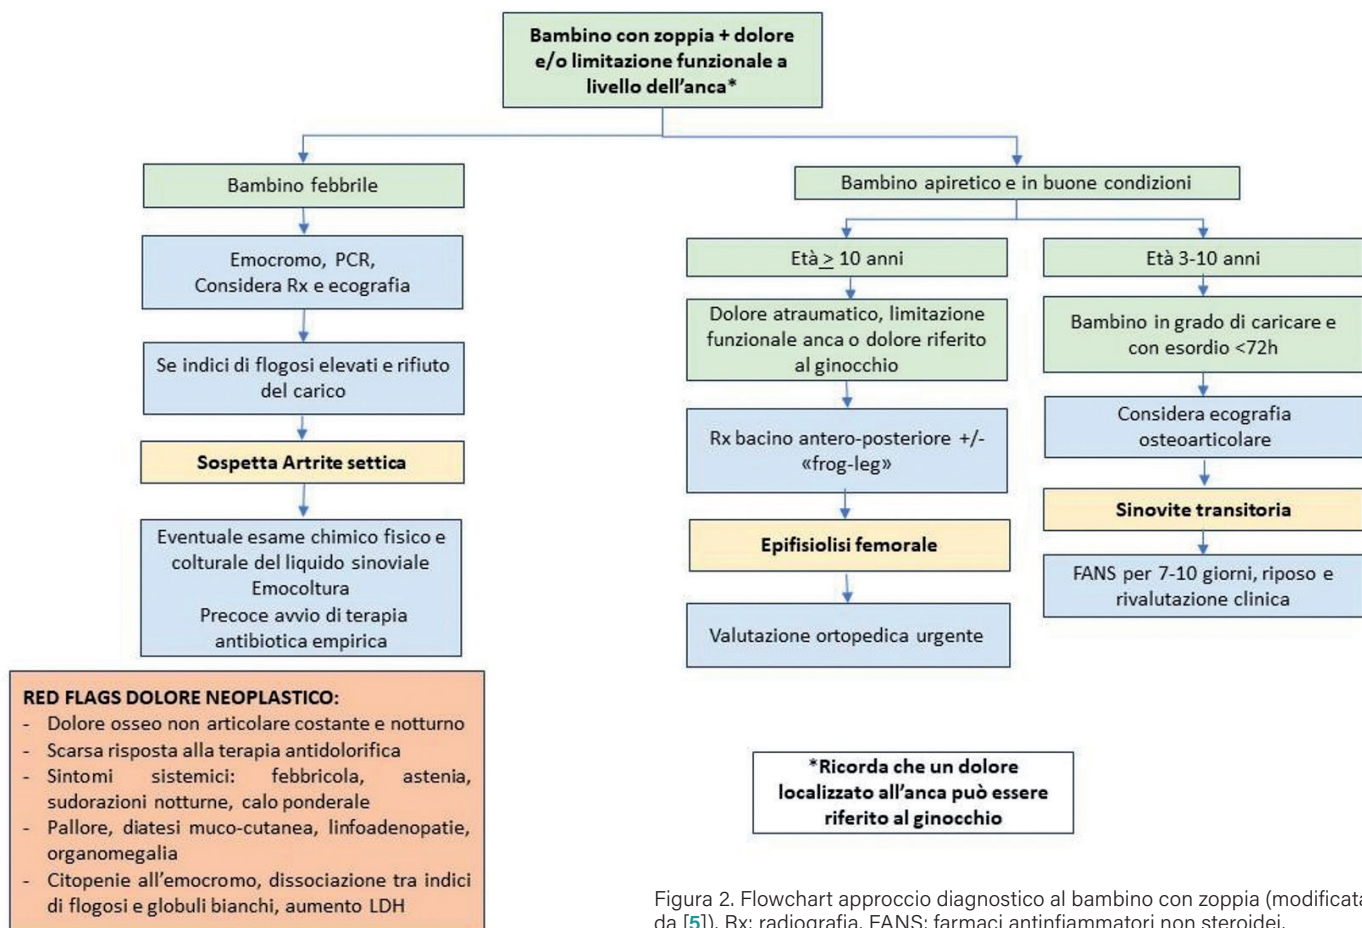 Bambino con zoppia + dolore
e/o limitazione funzionale a
livello dell'anca*
Bambino febbrile
Emocromo, PCR,
Considera Rx e ecografia
Se indici di flogosi elevati e rifiuto
del carico
Sospetta Artrite settica
Eventuale esame chimico fisico e
colturale del liquido sinoviale
Emocoltura
Precoce avvio di terapia
antibiotica empirica
RED FLAGS DOLORE NEOPLASTICO:
- Dolore osseo non articolare costante e notturno
- Scarsa risposta alla terapia antidolorifica
- Sintomi sistemici: febbricola, astenia,
sudorazioni notturne, calo ponderale
- Pallore, diatesi muco-cutanea, linfoadenopatie,
organomegalia
- Citopenie all'emocromo, dissociazione tra indici
di flogosi e globuli bianchi, aumento LDH
Bambino apiretico e in buone condizioni
Età ≥ 10 anni
Dolore atraumatico, limitazione
funzionale anca o dolore riferito
al ginocchio
Rx bacino antero-posteriore +/-
«frog-leg»
Epifisiolisi femorale
Valutazione ortopedica urgente
Età 3-10 anni
Bambino in grado di caricare e
con esordio <72h
Considera ecografia
osteoarticolare
Sinovite transitoria
FANS per 7-10 giorni, riposo e
rivalutazione clinica
*Ricorda che un dolore
localizzato all'anca può essere
riferito al ginocchio
Figura 2. Flowchart approccio diagnostico al bambino con zoppia (modificata
da [5]). Rx: radiografia, FANS: farmaci antinfiammatori non steroidei.